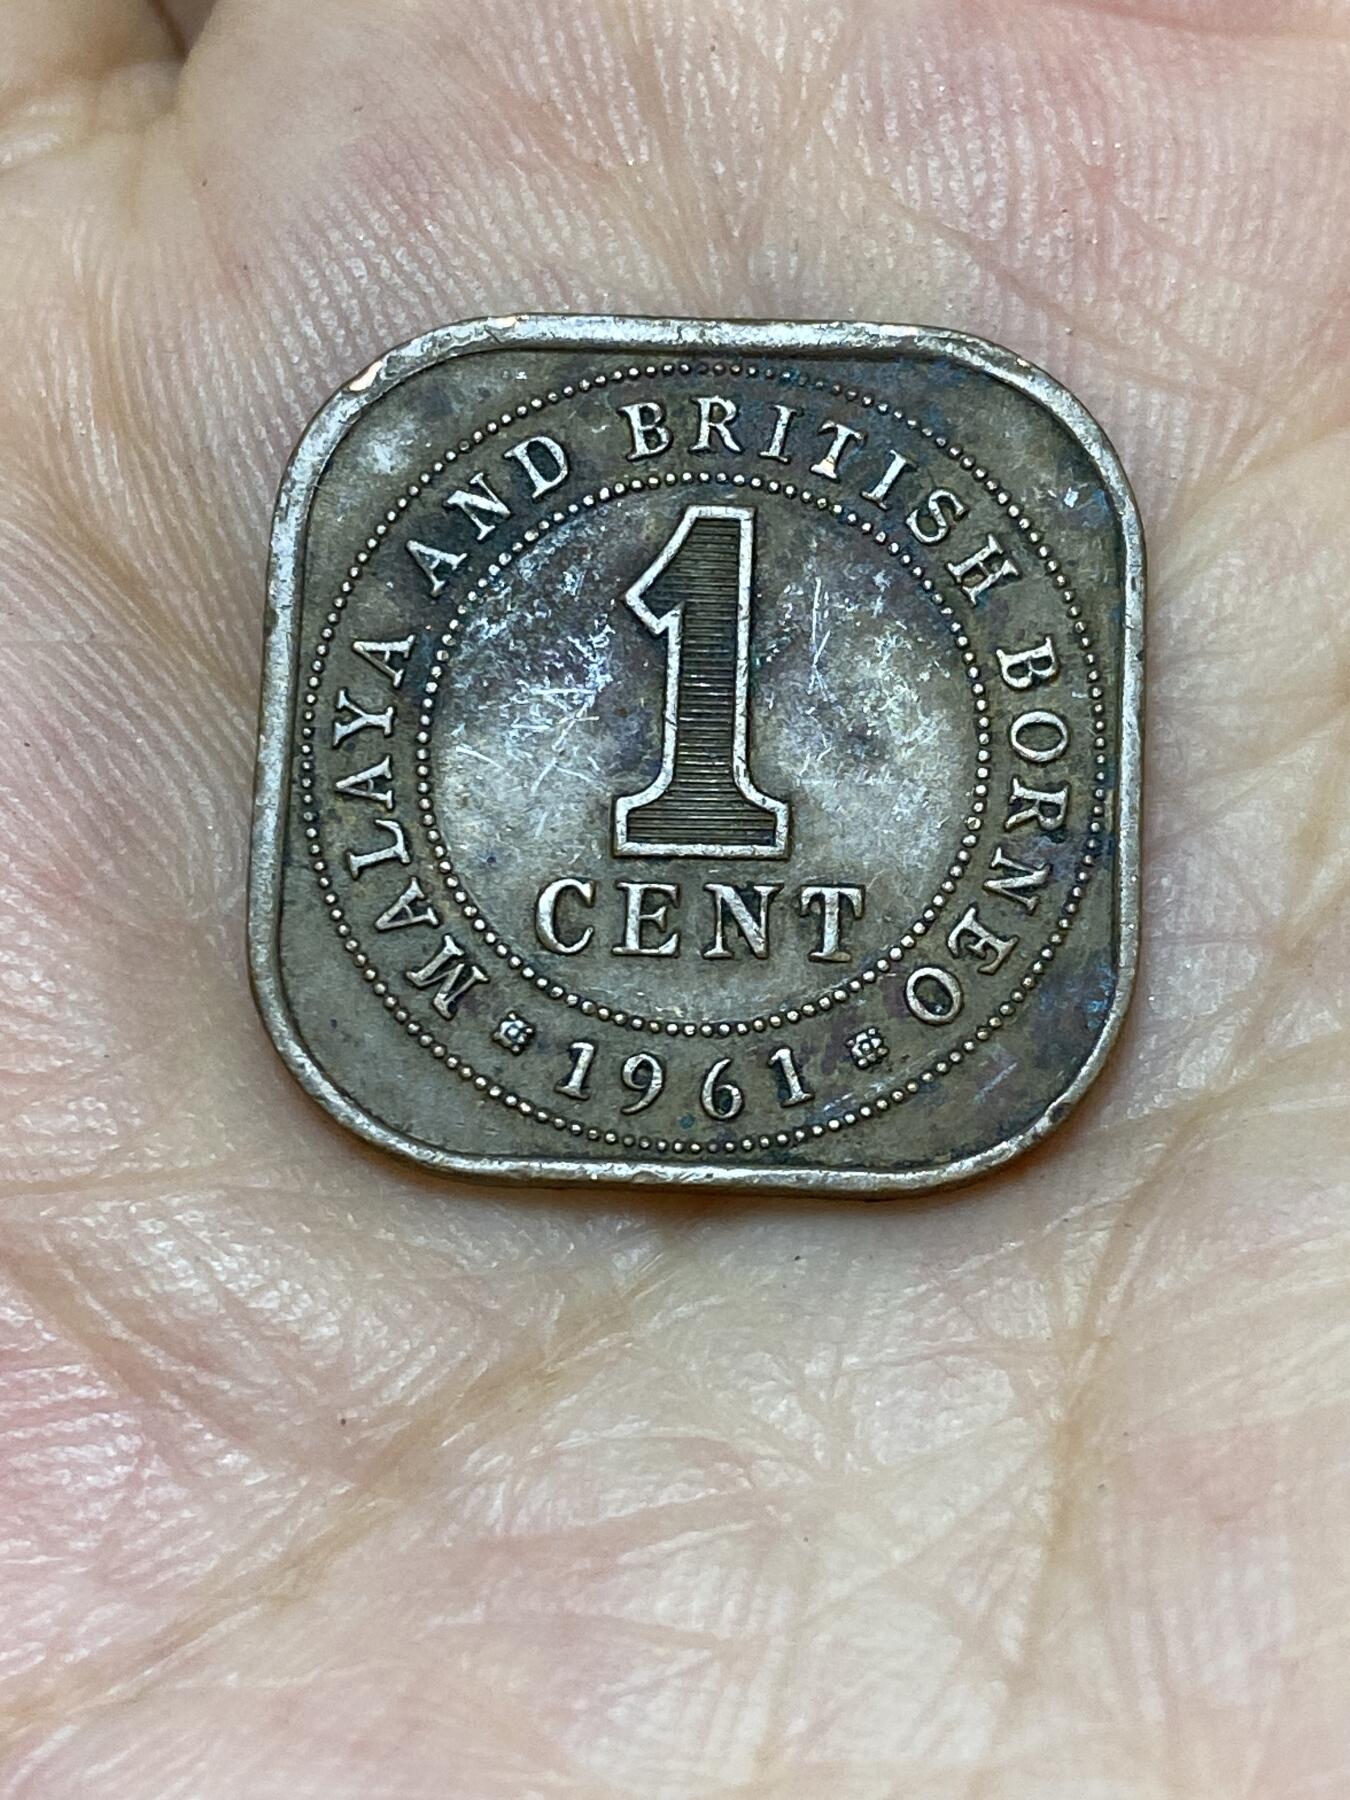 MALAYA AND BRITISH BORNEO
1
CENT
1961